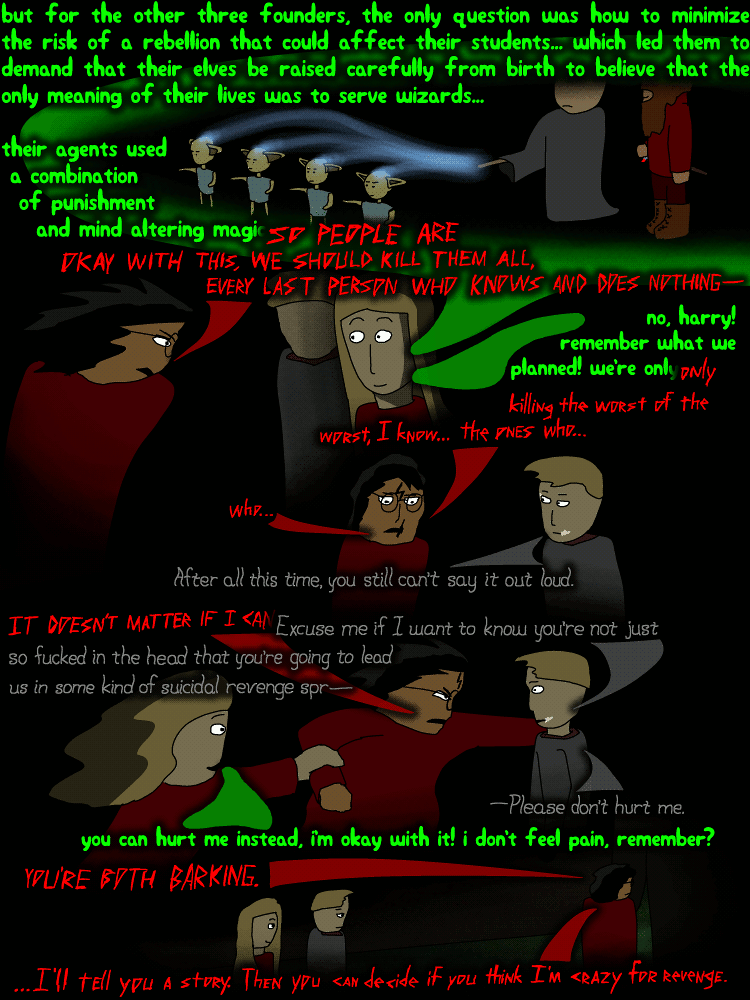 but for the other three founders, the only question was how to minimize
the risk of a rebellion that could affect their students... which led them to
demand that their elves be raised carefully from birth to believe that the
only meaning of their lives was to serve wizards...
their agents used
a combination
of punishment
and mind altering magic
SO PEOPLE ARE
OKAY WITH THIS, WE SHOULD KILL THEM ALL,
EVERY LAST PERSON WHO KNOWS AND DOES NOTHING—
no, harry!
remember what we
planned! we're only
only
killing the worst of the
worst, I know... the ones who...
who...
After all this time, you still can't say it out loud.
IT DOESN'T MATTER IF I CAN
Excuse me if I want to know you're not just
so fucked in the head that you're going to lead
us in some kind of suicidal revenge spr—
—Please don't hurt me.
you can hurt me instead, i'm okay with it! i don't feel pain, remember?
YOU'RE BOTH BARKING.
...I'll tell you a story. Then you can decide if you think I'm crazy for revenge.